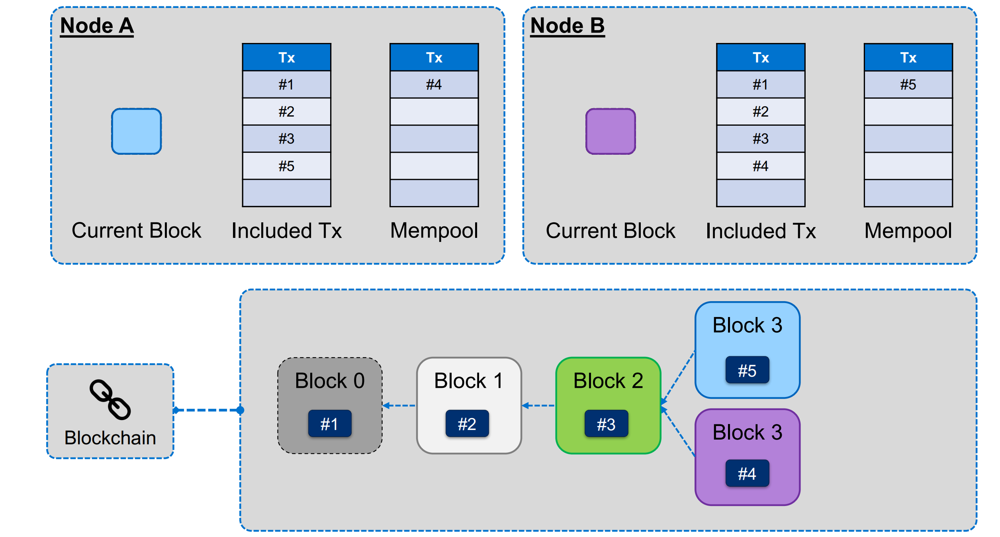 Node A
Tx
#1
#2
#3
#5
Tx
#4
Current Block
Included Tx
Mempool
Node B
Tx
#1
#2
#3
#4
Tx
#5
Current Block
Included Tx
Mempool
Blockchain
Block 0
#1
Block 1
#2
Block 2
#3
Block 3
#5
Block 3
#4